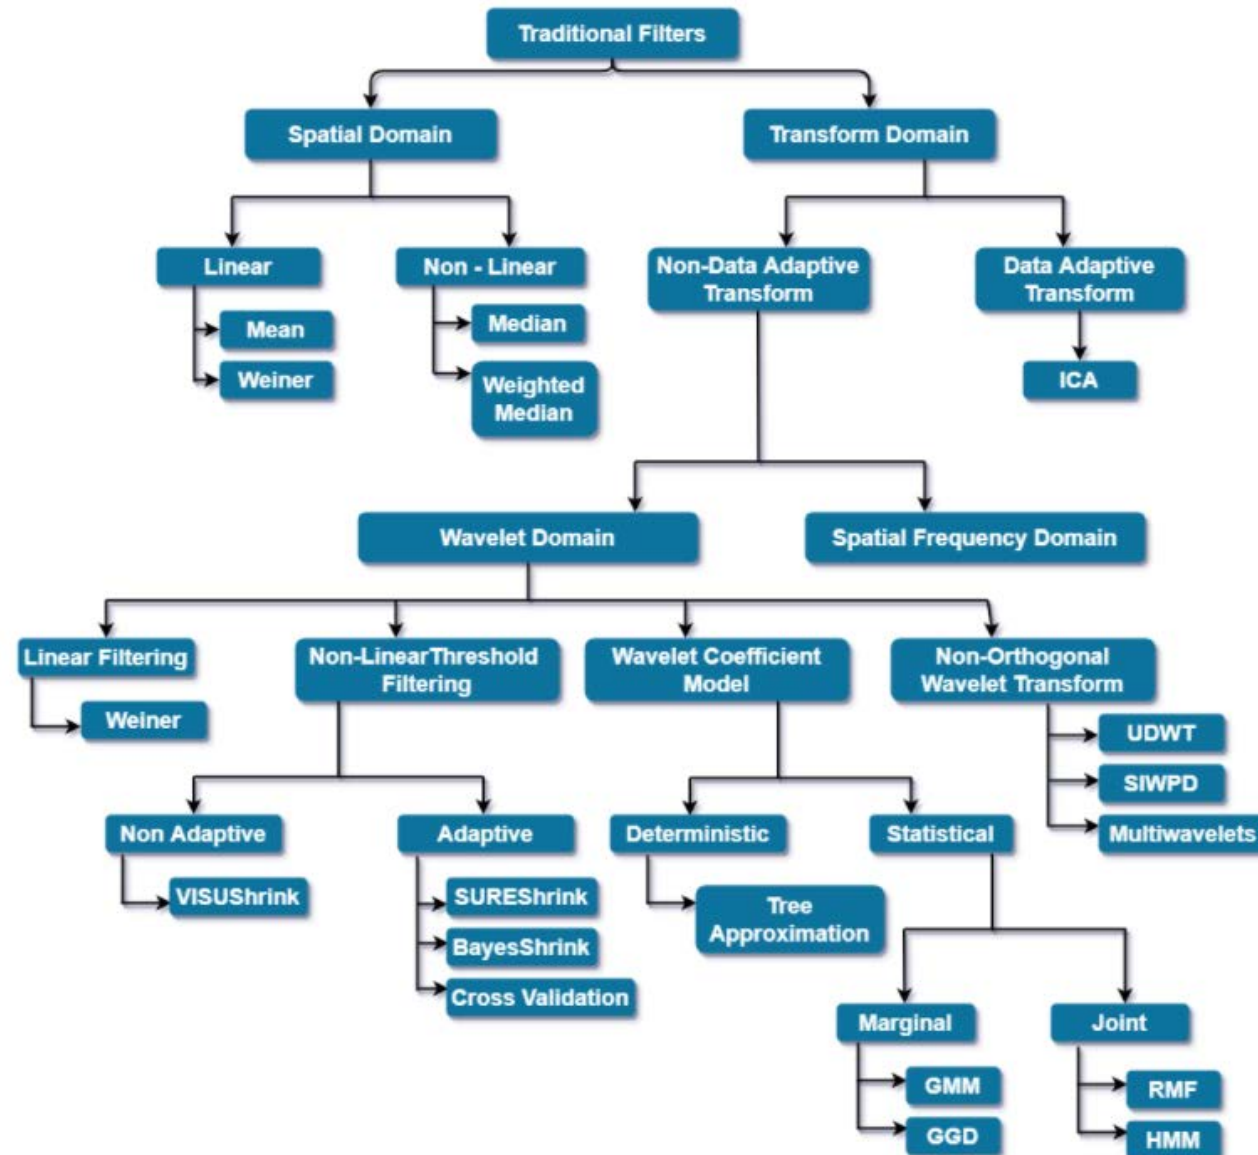 Traditional Filters
Spatial Domain
Transform Domain
Linear
Non - Linear
Non-Data Adaptive
Transform
Data Adaptive
Transform
Mean
Median
Weiner
Weighted
Median
ICA
Wavelet Domain
Spatial Frequency Domain
Linear Filtering
Non-LinearThreshold
Filtering
Wavelet Coefficient
Model
Non-Orthogonal
Wavelet Transform
Weiner
UDWT
SIWPD
Multiwavelets
Non Adaptive
Adaptive
Deterministic
Statistical
VISUShrink
SUREShrink
BayesShrink
Cross Validation
Tree
Approximation
Marginal
Joint
GMM
GGD
RMF
HMM